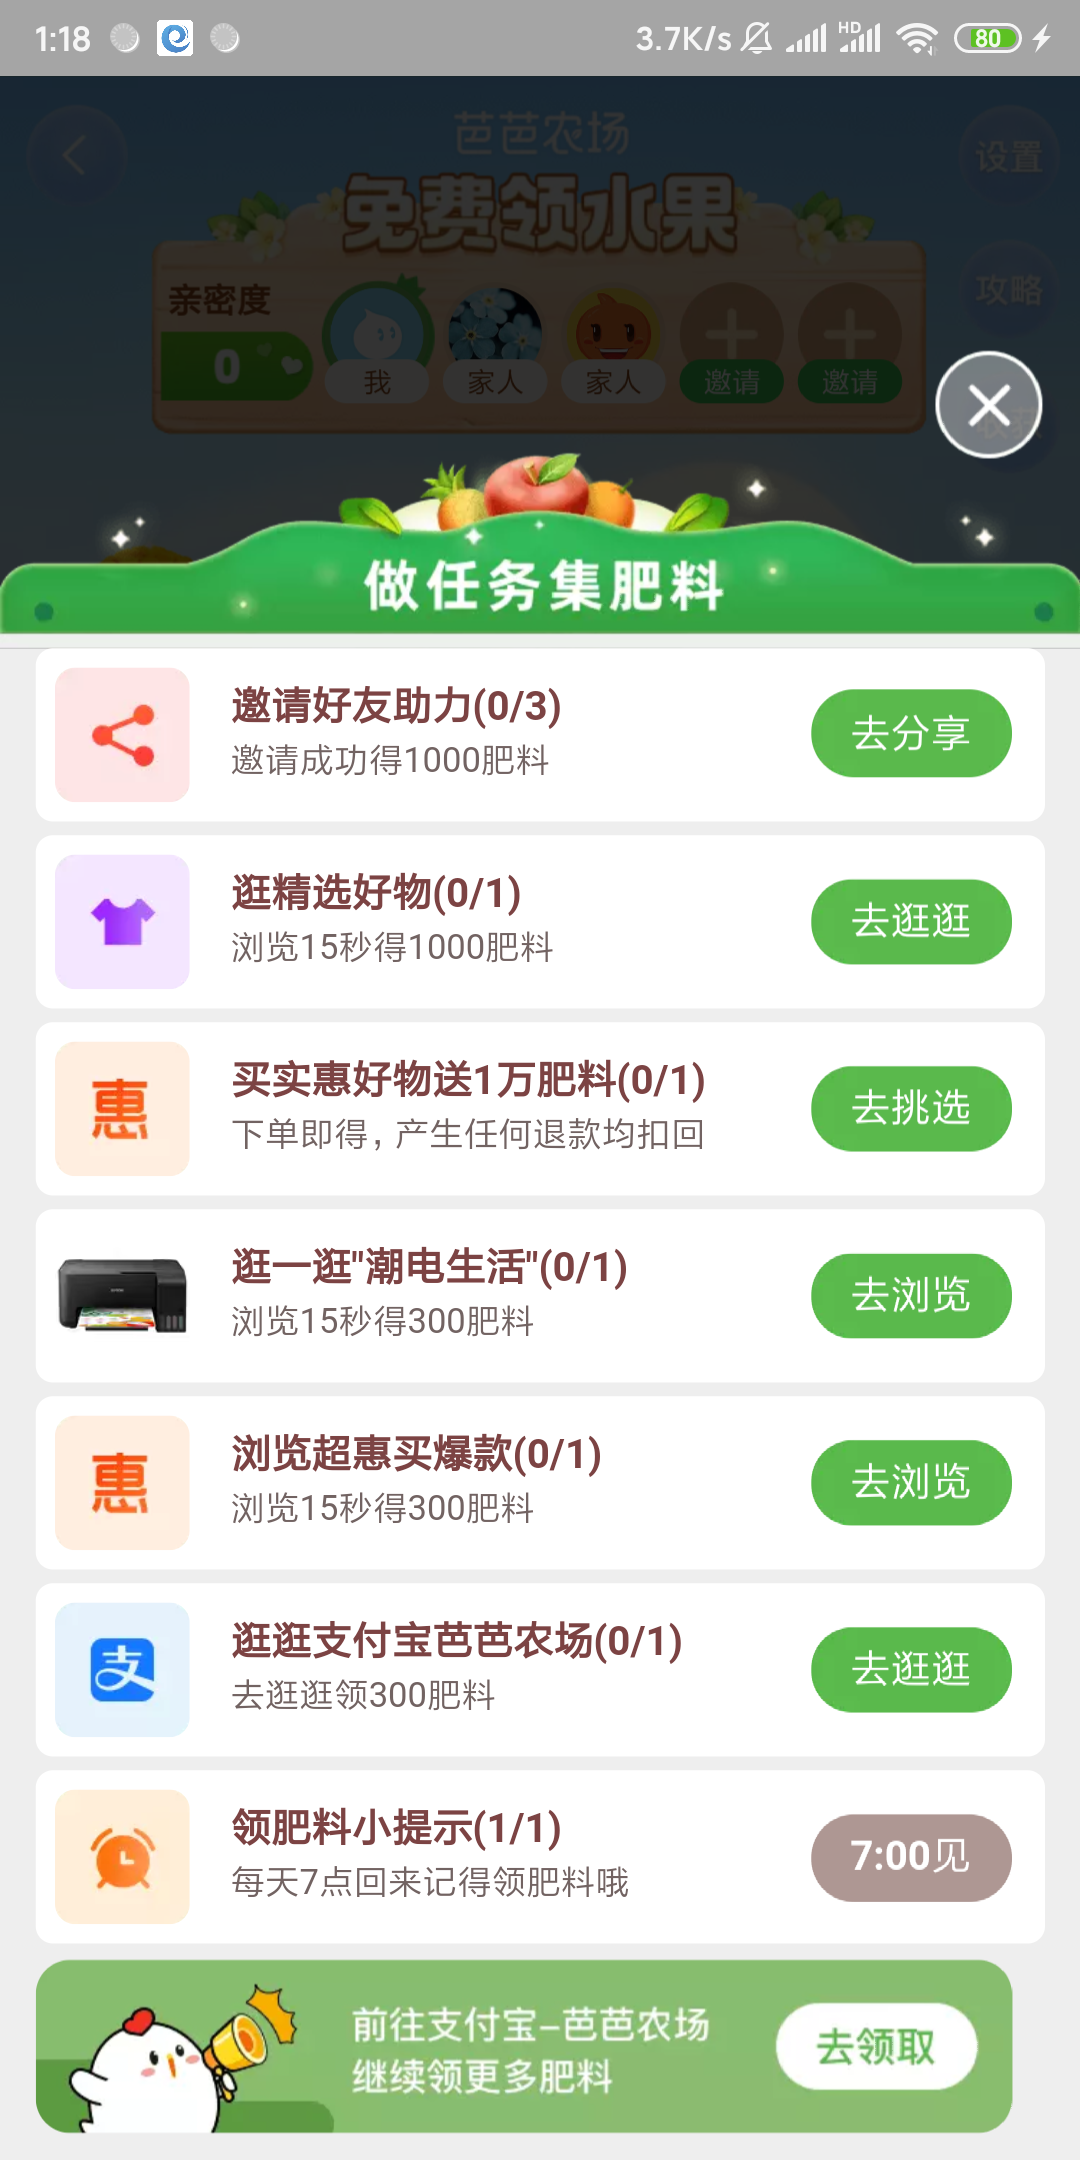 1:18
3.7K/s
HD
80
芭芭农场
设置
免费领水果
攻略
亲密度
0
我
家人
家人
邀请
邀请
做任务集肥料
邀请好友助力(0/3)
邀请成功得1000肥料
去分享
逛精选好物(0/1)
浏览15秒得1000肥料
去逛逛
惠
买实惠好物送1万肥料(0/1)
下单即得，产生任何退款均扣回
去挑选
逛一逛"潮电生活"(0/1)
浏览15秒得300肥料
去浏览
惠
浏览超惠买爆款(0/1)
浏览15秒得300肥料
去浏览
支
逛逛支付宝芭芭农场(0/1)
去逛逛领300肥料
去逛逛
领肥料小提示(1/1)
每天7点回来记得领肥料哦
7:00见
前往支付宝–芭芭农场
继续领更多肥料
去领取